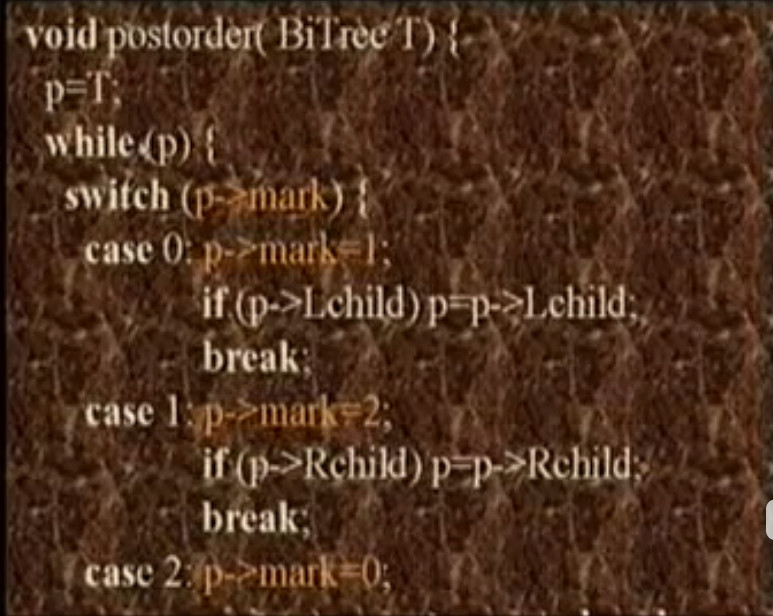 void postorder( BiTree T) {
p=T;
while (p) {
switch (p->mark) {
case 0: p->mark=1;
if (p->Lchild) p=p->Lchild;
break;
case 1: p->mark=2;
if (p->Rchild) p=p->Rchild;
break;
case 2: p->mark=0;